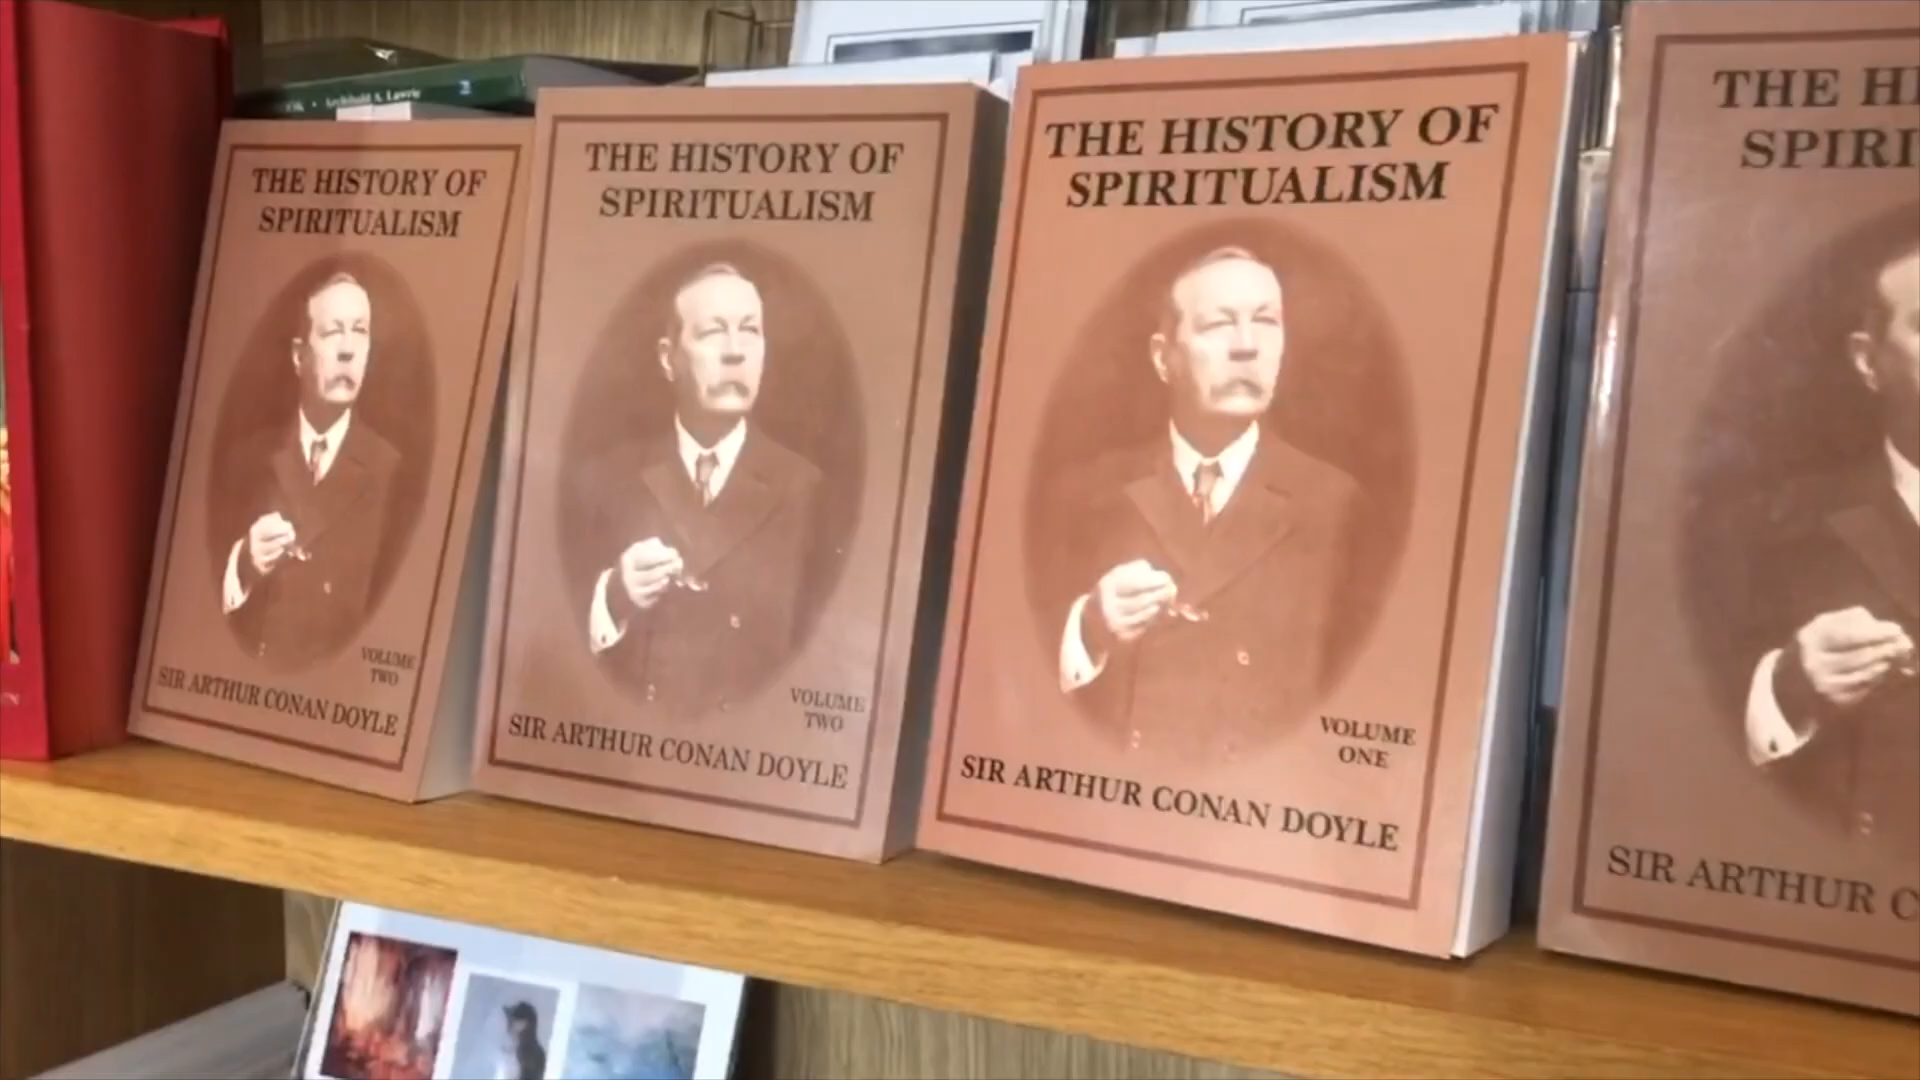 Archibald A. Lawrie
THE HISTORY OF
SPIRITUALISM
VOLUME
TWO
SIR ARTHUR CONAN DOYLE
THE HISTORY OF
SPIRITUALISM
VOLUME
TWO
SIR ARTHUR CONAN DOYLE
THE HISTORY OF
SPIRITUALISM
VOLUME
ONE
SIR ARTHUR CONAN DOYLE
THE HI
SPIRI
SIR ARTHUR C